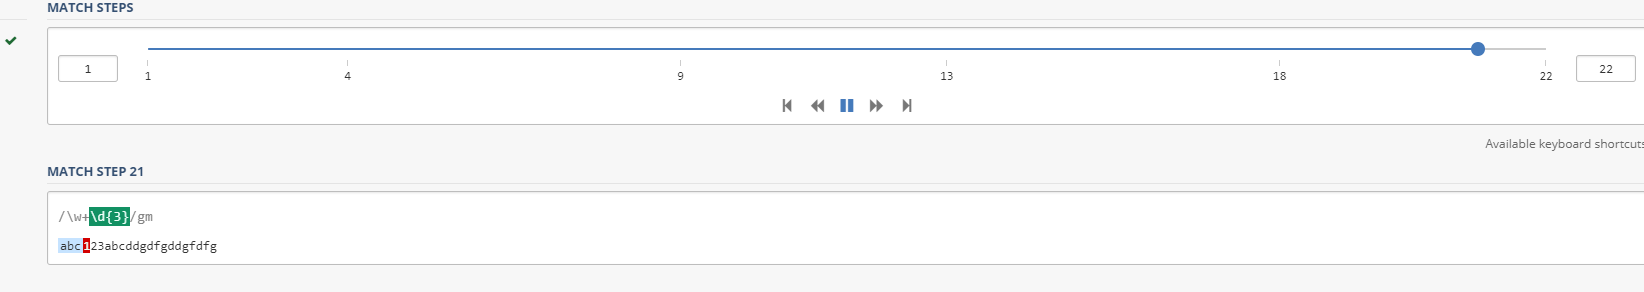 MATCH STEPS
1
1 4 9 13 18 22
22
Available keyboard shortcuts
MATCH STEP 21
/\w+\d{3}/gm
abc123abcddgdfgddgfdfg